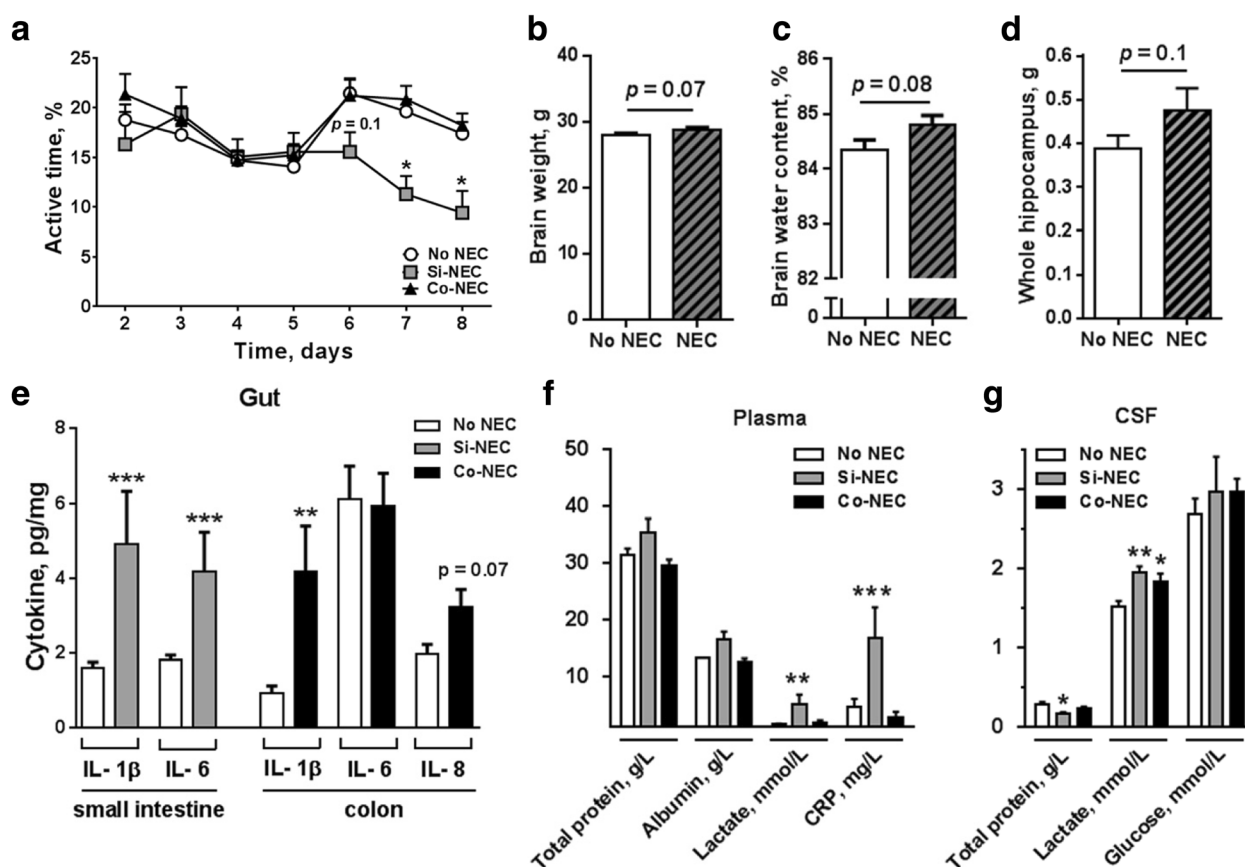 a
25
20
15
10
5
0
Active time, %
p = 0.1
*
*
No NEC
Si-NEC
Co-NEC
2 3 4 5 6 7 8
Time, days
b
40
30
20
10
0
Brain weight, g
p = 0.07
No NEC NEC
c
86
85
84
83
82
0
Brain water content, %
p = 0.08
No NEC NEC
d
0.6
0.5
0.4
0.3
0.2
0.1
0.0
Whole hippocampus, g
p = 0.1
No NEC NEC
e
Gut
8
6
4
2
0
Cytokine, pg/mg
No NEC
Si-NEC
Co-NEC
***
***
**
p = 0.07
IL- 1β IL- 6 IL- 1β IL- 6 IL- 8
small intestine colon
f
Plasma
50
40
30
20
10
No NEC
Si-NEC
Co-NEC
**
***
Total protein, g/L
Albumin, g/L
Lactate, mmol/L
CRP, mg/L
g
CSF
3
2
1
0
No NEC
Si-NEC
Co-NEC
*
**
*
Total protein, g/L
Lactate, mmol/L
Glucose, mmol/L